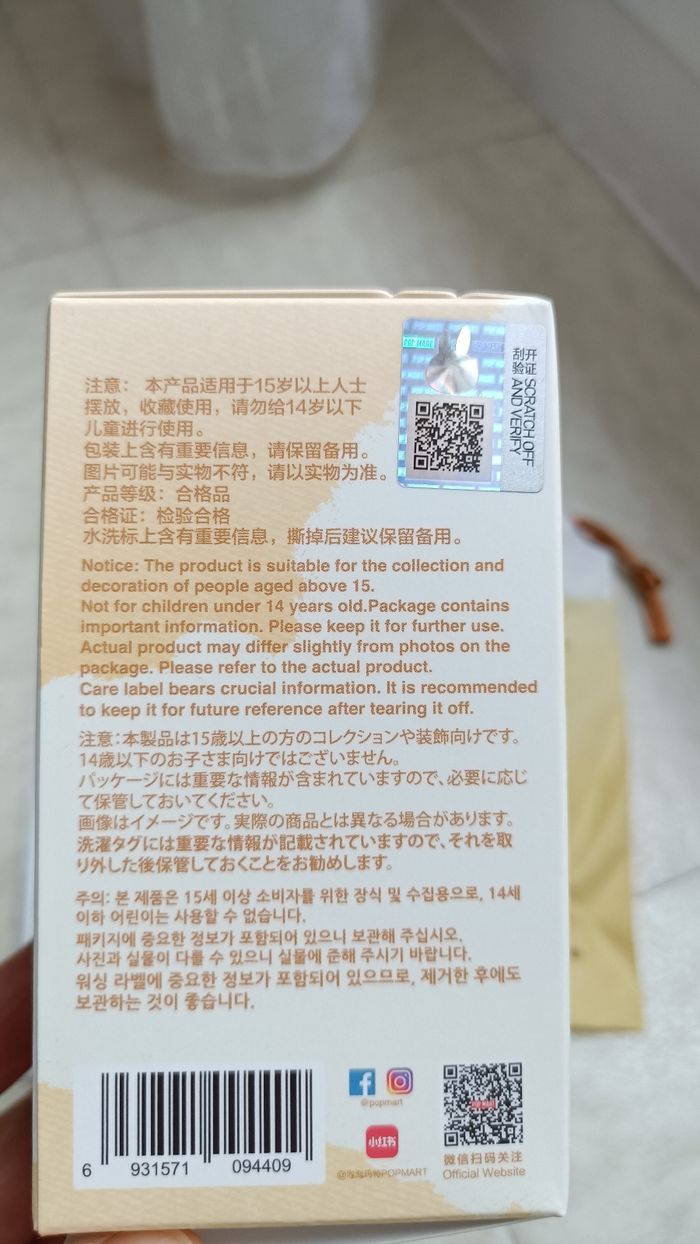 注意： 本产品适用于15岁以上人士
摆放，收藏使用，请勿给14岁以下
儿童进行使用。
包装上含有重要信息，请保留备用。
图片可能与实物不符，请以实物为准。
产品等级：合格品
合格证：检验合格
水洗标上含有重要信息，撕掉后建议保留备用。
POP MART
刮开验证
SCRATCH OFF
AND VERIFY
Notice: The product is suitable for the collection and
decoration of people aged above 15.
Not for children under 14 years old.Package contains
important information. Please keep it for further use.
Actual product may differ slightly from photos on the
package. Please refer to the actual product.
Care label bears crucial information. It is recommended
to keep it for future reference after tearing it off.
注意:本製品は15歳以上の方のコレクションや装飾向けです。
14歳以下のお子さま向けではございません。
パッケージには重要な情報が含まれていますので、必要に応じ
て保管しておいてください。
画像はイメージです。実際の商品とは異なる場合があります。
洗濯タグには重要な情報が記載されていますので、それを取
り外した後保管しておくことをお勧めします。
주의: 본 제품은 15세 이상 소비자를 위한 장식 및 수집용으로, 14세
이하 어린이는 사용할 수 없습니다.
패키지에 중요한 정보가 포함되어 있으니 보관해 주십시오.
사진과 실물이 다를 수 있으니 실물에 준해 주시기 바랍니다.
워싱 라벨에 중요한 정보가 포함되어 있으므로, 제거한 후에도
보관하는 것이 좋습니다.
6 931571 094409
@popmart
小红书
@泡泡玛特POPMART
POP MART
微信扫码关注
Official Website